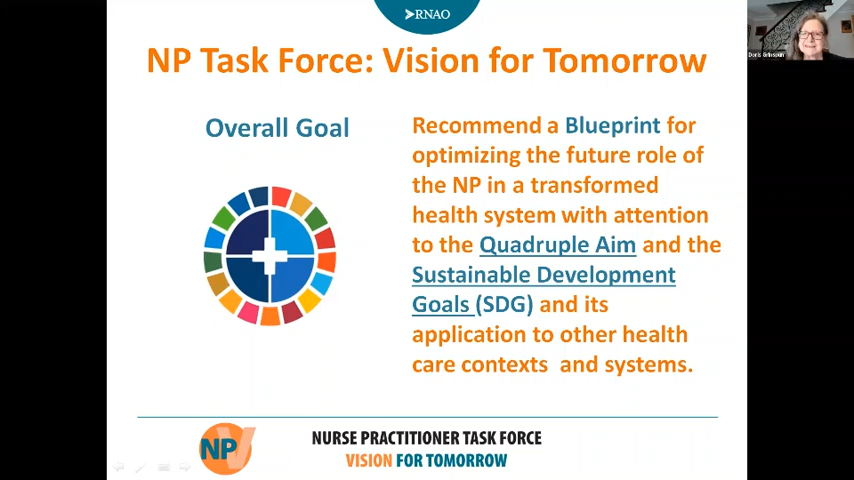 RNAO
NP Task Force: Vision for Tomorrow
Overall Goal
Recommend a Blueprint for
optimizing the future role of
the NP in a transformed
health system with attention
to the Quadruple Aim and the
Sustainable Development
Goals (SDG) and its
application to other health
care contexts and systems.
NPV
NURSE PRACTITIONER TASK FORCE
VISION FOR TOMORROW